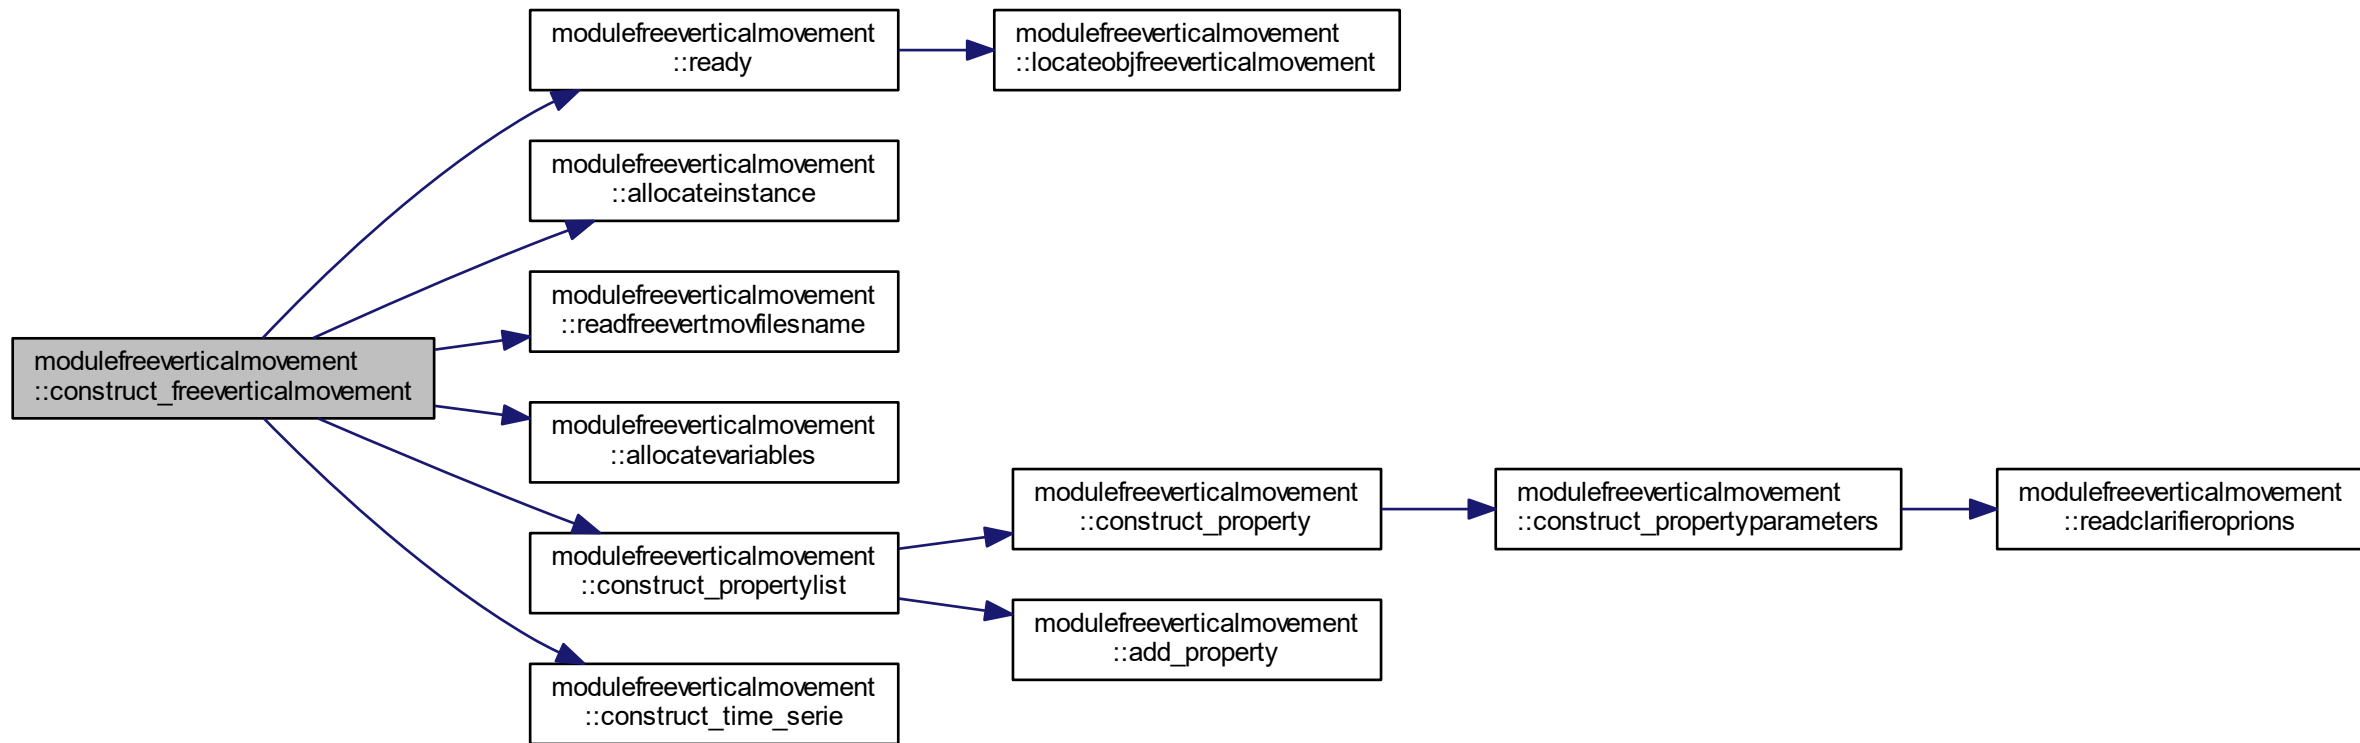 modulefreeverticalmovement
::ready
modulefreeverticalmovement
::locateobjfreeverticalmovement
modulefreeverticalmovement
::allocateinstance
modulefreeverticalmovement
::readfreevertmovfilesname
modulefreeverticalmovement
::construct_freeverticalmovement
modulefreeverticalmovement
::allocatevariables
modulefreeverticalmovement
::construct_propertylist
modulefreeverticalmovement
::construct_property
modulefreeverticalmovement
::construct_propertyparameters
modulefreeverticalmovement
::readclarifieroprions
modulefreeverticalmovement
::add_property
modulefreeverticalmovement
::construct_time_serie